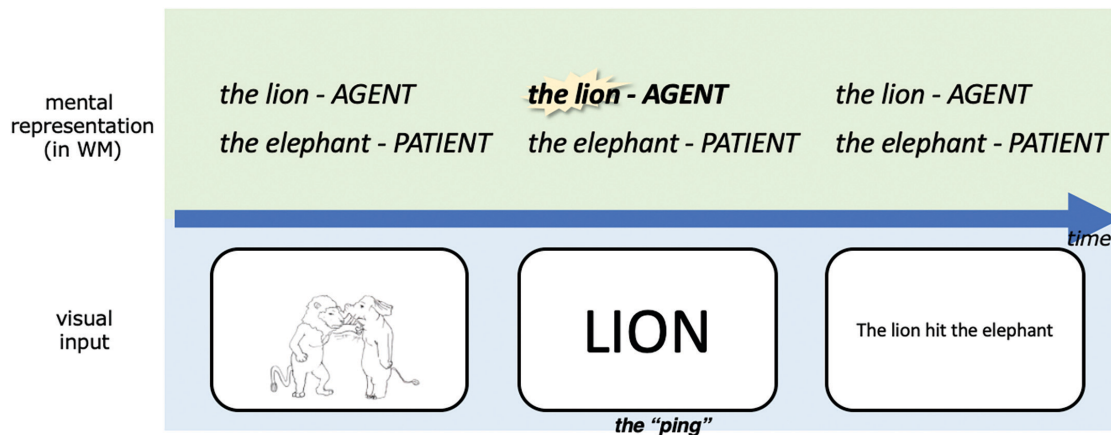 mental
representation
(in WM)
the lion - AGENT
the elephant - PATIENT
the lion - AGENT
the elephant - PATIENT
the lion - AGENT
the elephant - PATIENT
time
visual
input
LION
The lion hit the elephant
the “ping”